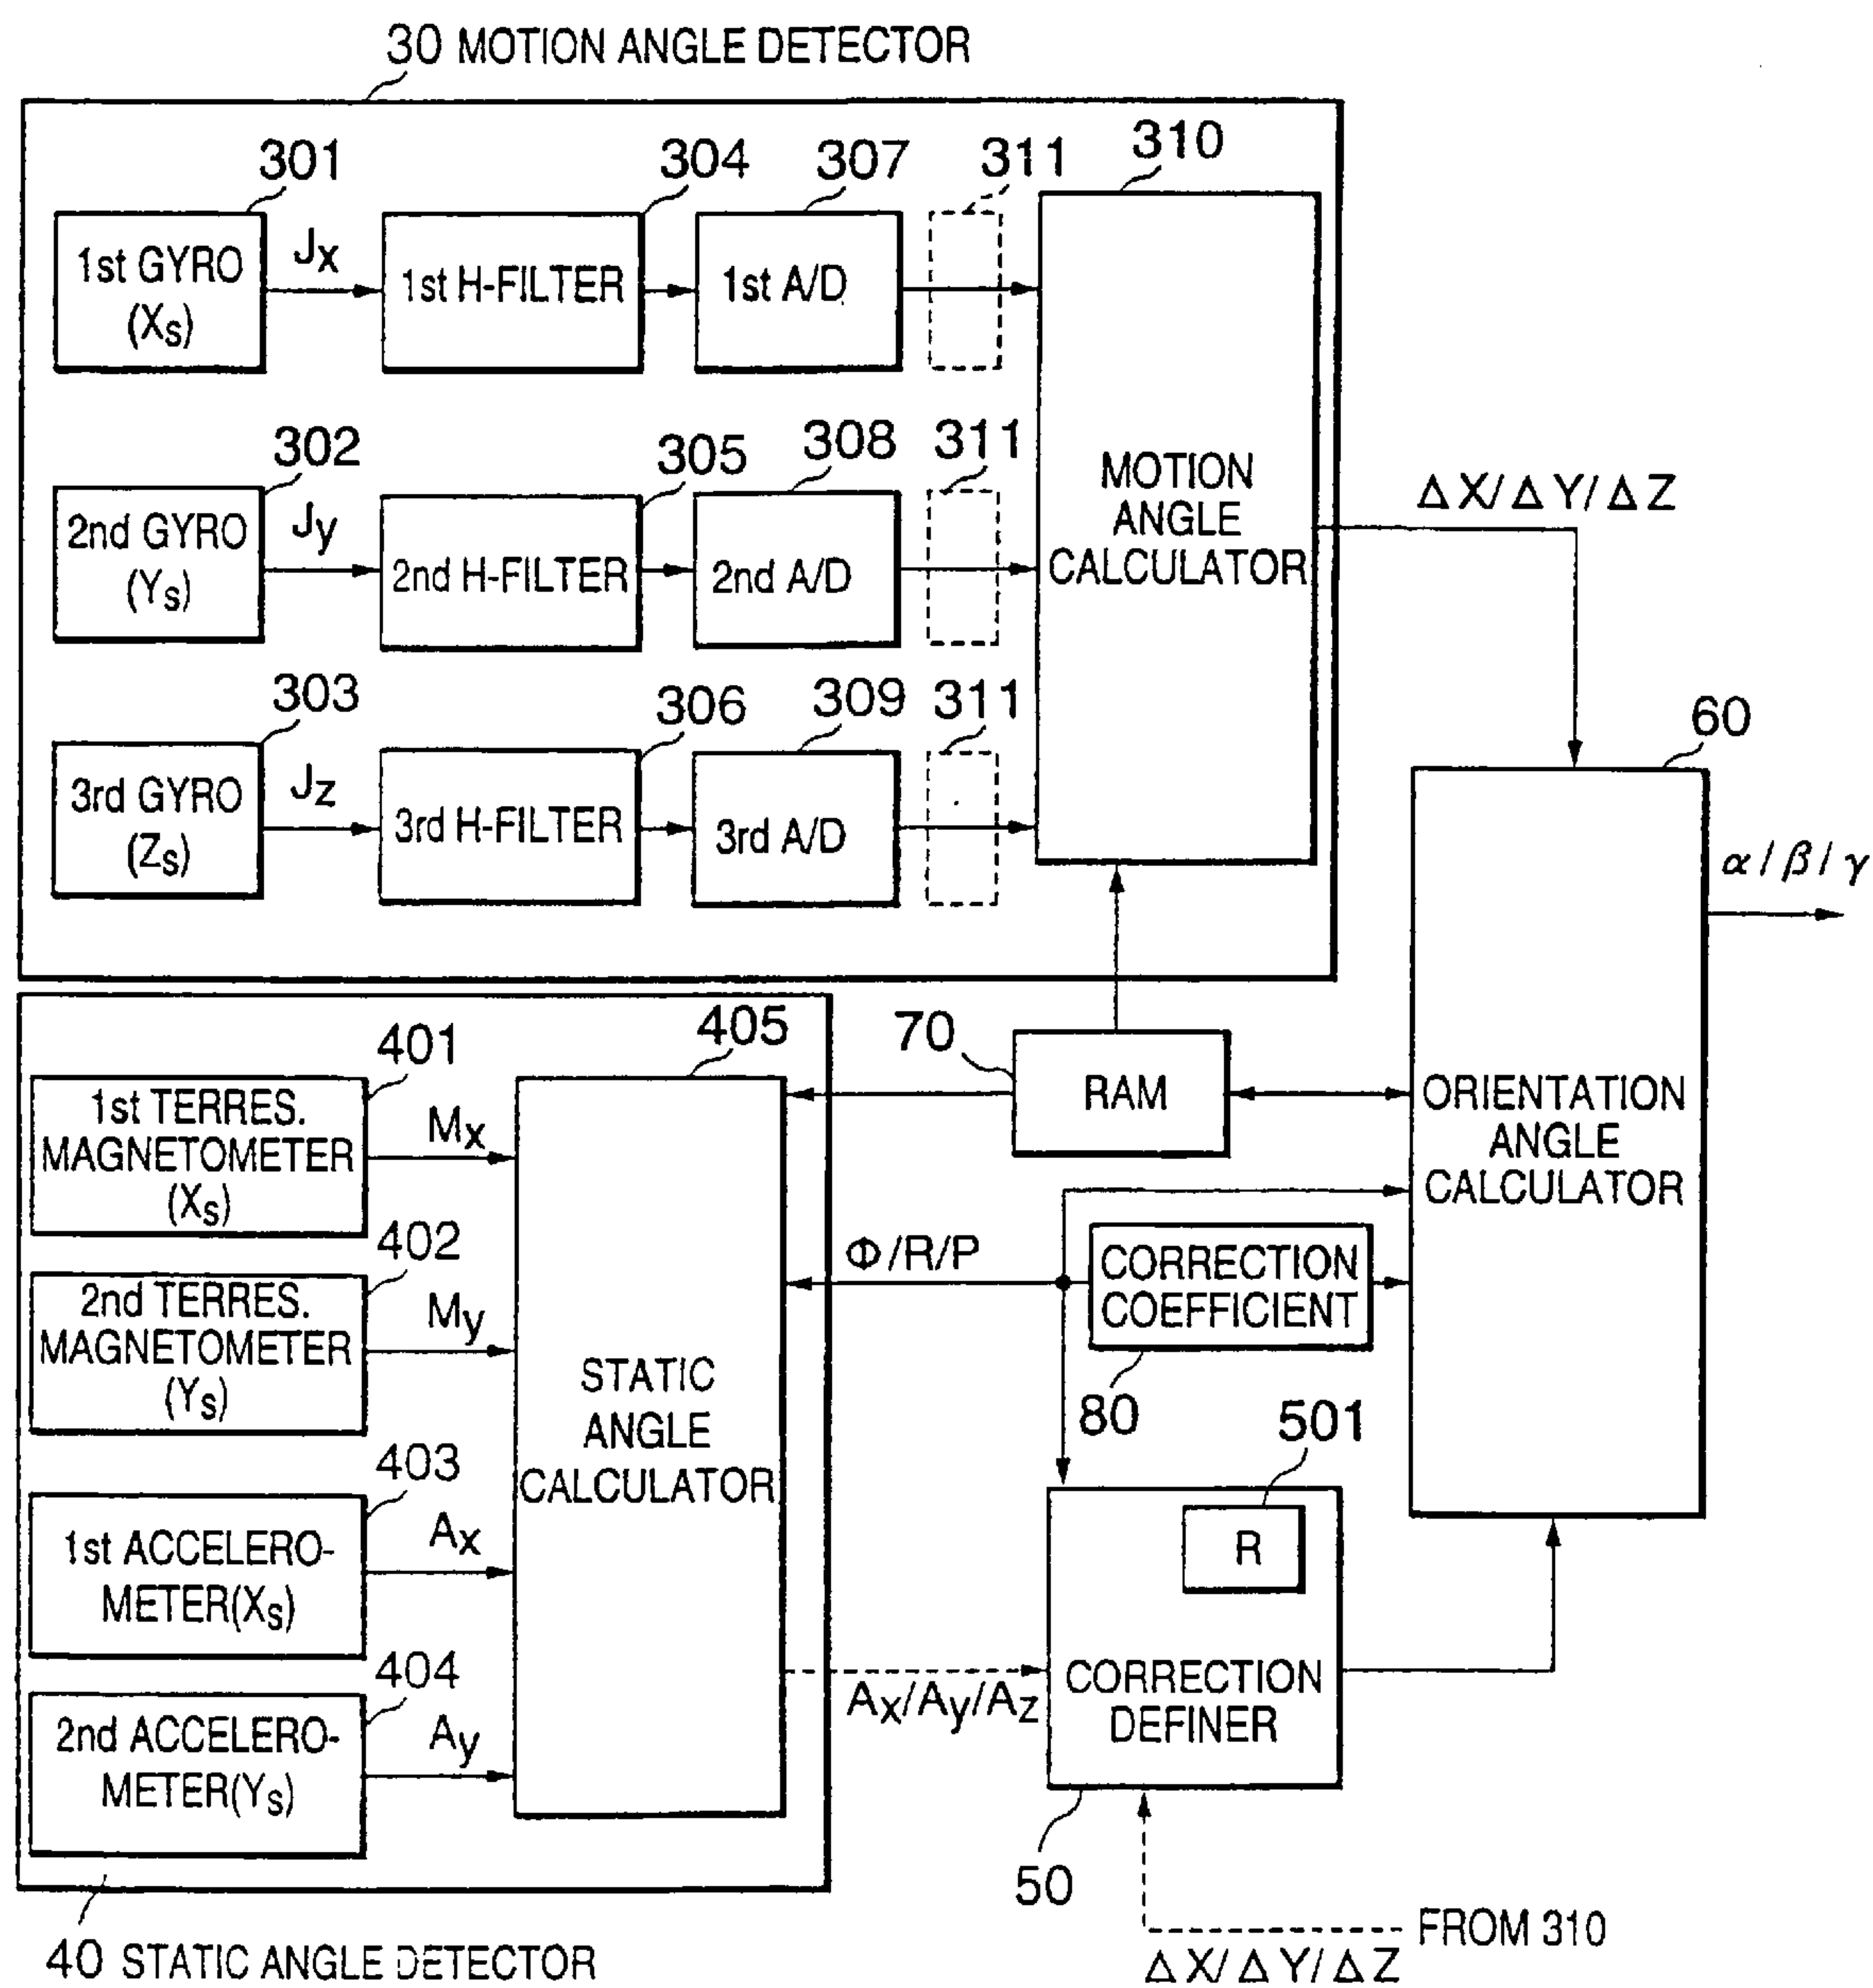 30 MOTION ANGLE DETECTOR
301
304
307
311
310
1st GYRO
(Xs)
Jx
1st H-FILTER
1st A/D
302
305
308
311
2nd GYRO
(Ys)
Jy
2nd H-FILTER
2nd A/D
MOTION
ANGLE
CALCULATOR
ΔX/ΔY/ΔZ
303
306
309
311
3rd GYRO
(Zs)
Jz
3rd H-FILTER
3rd A/D
60
α/β/γ
ORIENTATION
ANGLE
CALCULATOR
70
RAM
401
405
1st TERRES.
MAGNETOMETER
(Xs)
Mx
402
2nd TERRES.
MAGNETOMETER
(Ys)
My
Φ/R/P
CORRECTION
COEFFICIENT
80
STATIC
ANGLE
CALCULATOR
403
1st ACCELERO-
METER(Xs)
Ax
501
R
404
2nd ACCELERO-
METER(Ys)
Ay
Ax/Ay/Az
CORRECTION
DEFINER
50
FROM 310
ΔX/ΔY/ΔZ
40 STATIC ANGLE DETECTOR